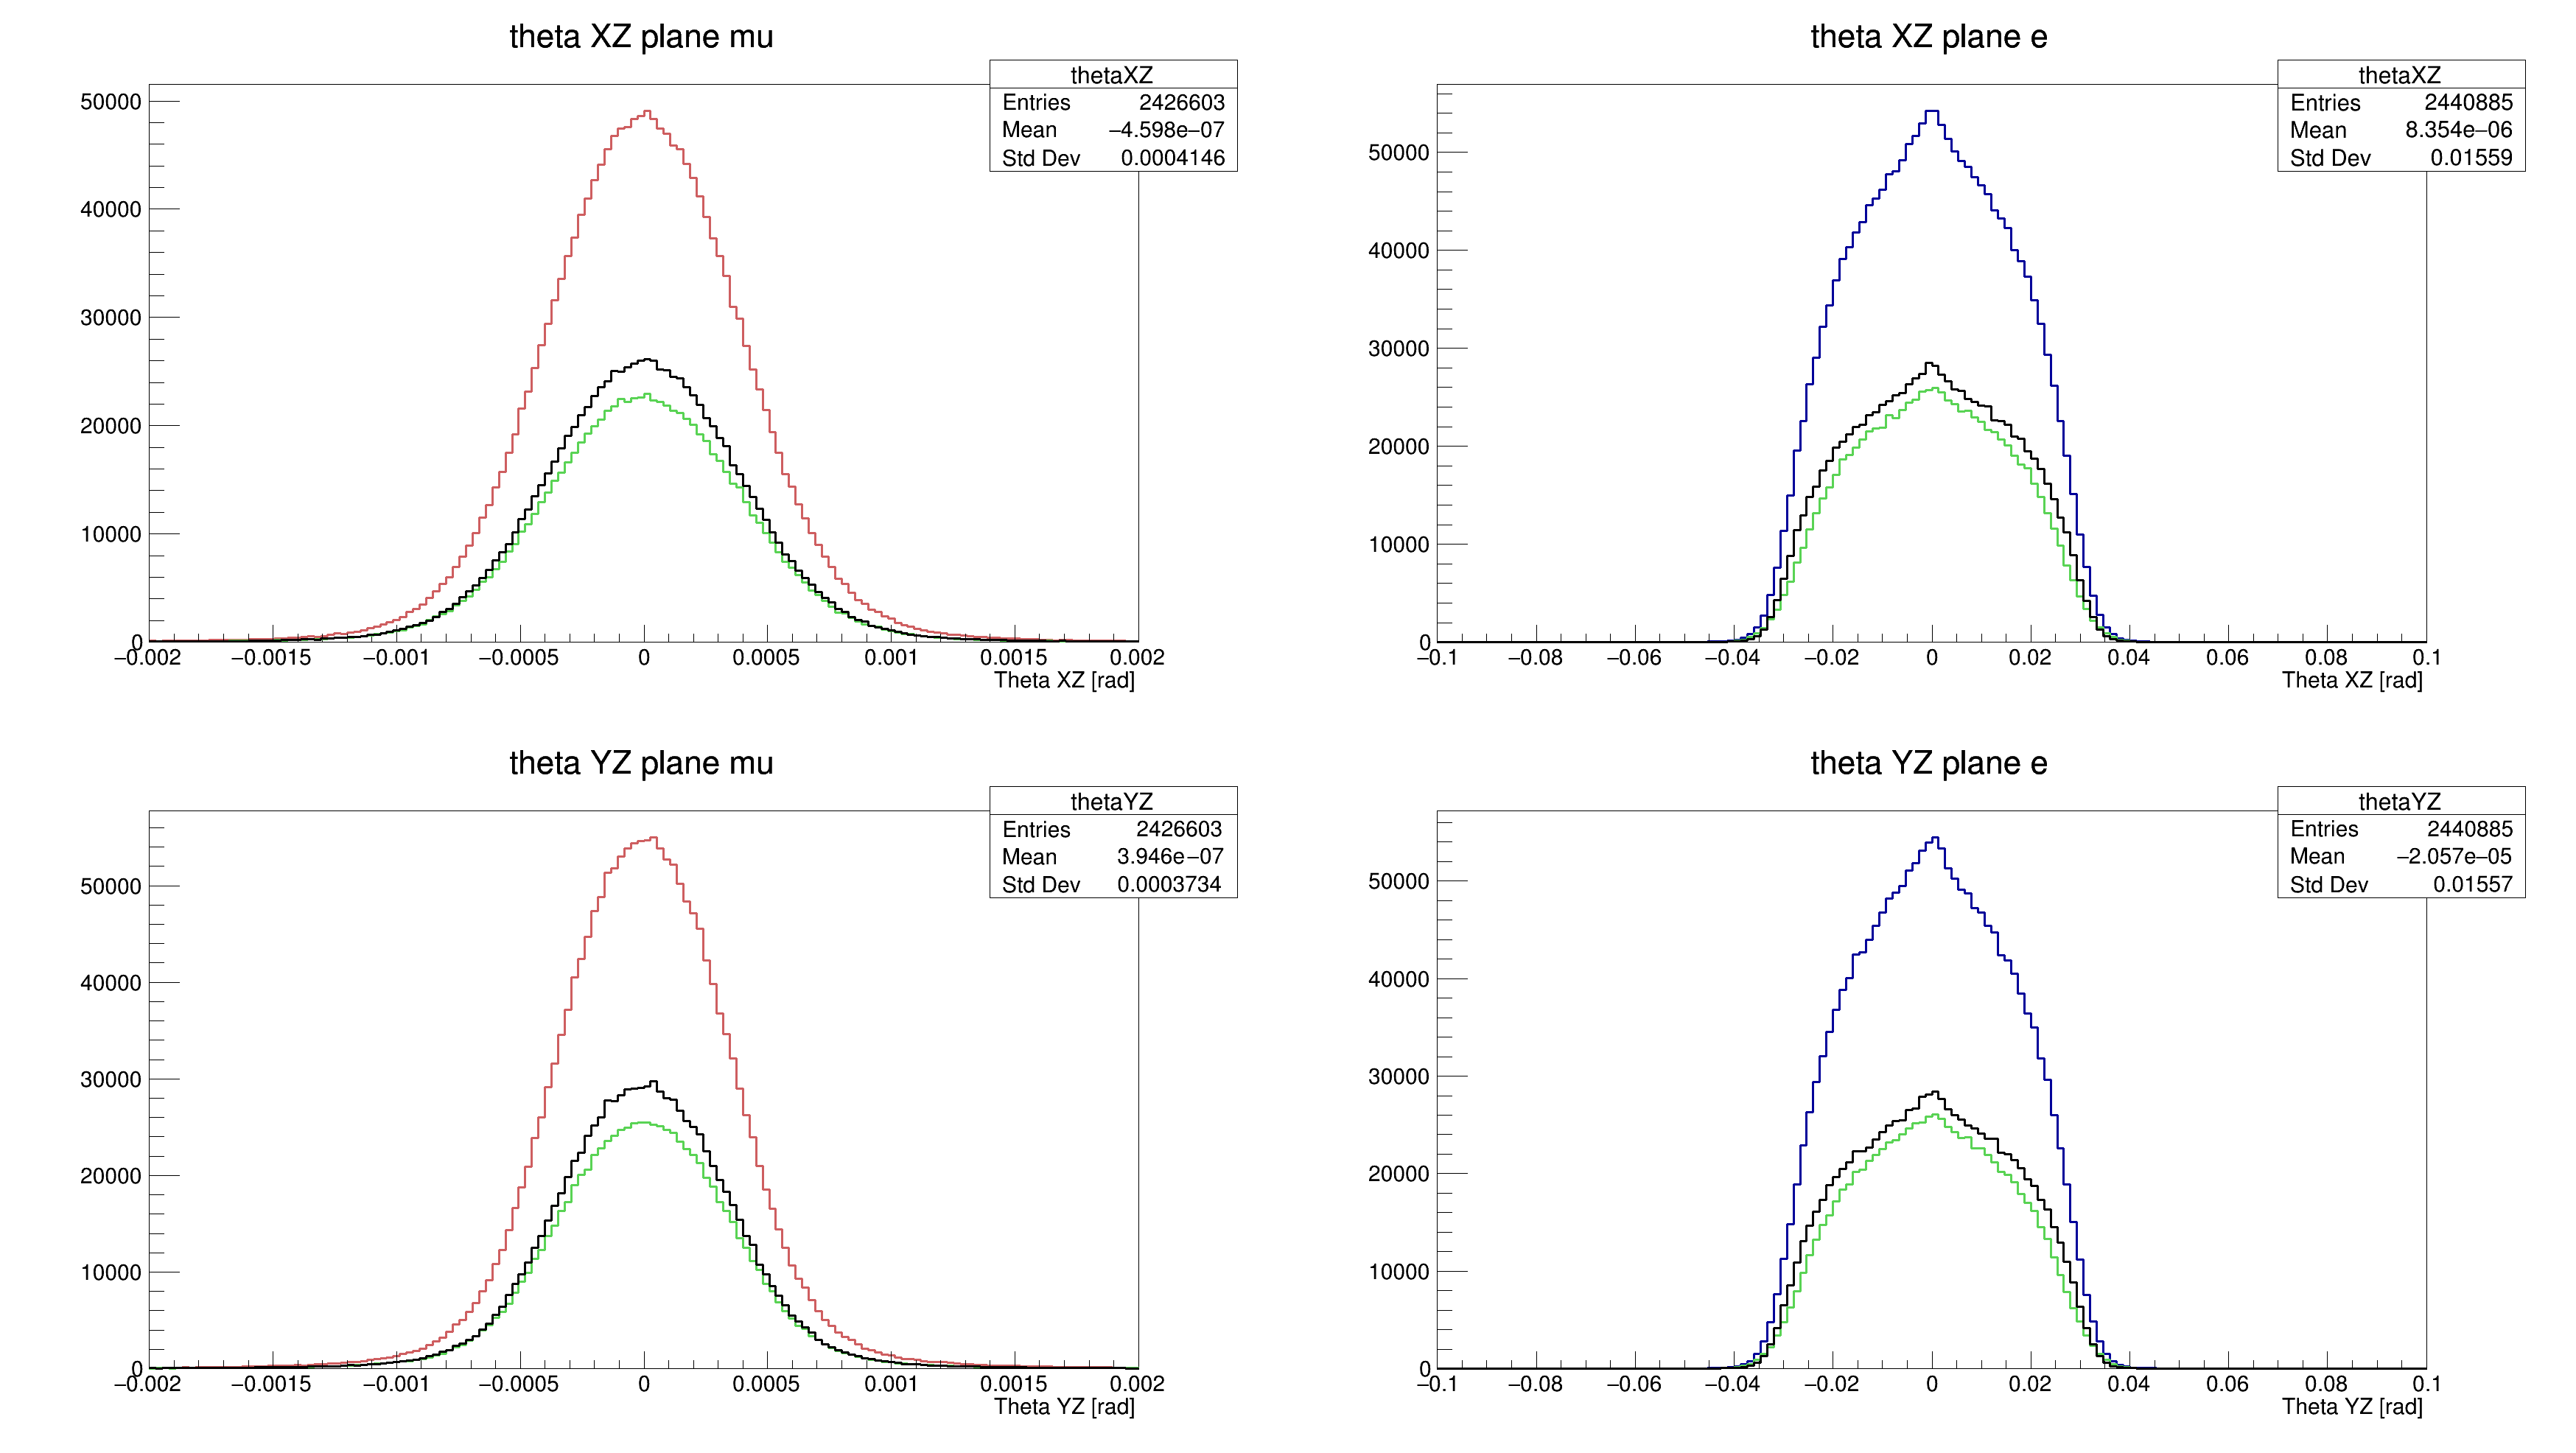 theta XZ plane mu
thetaXZ
Entries 2426603
Mean −4.598e−07
Std Dev 0.0004146
50000
40000
30000
20000
10000
0
−0.002 −0.0015 −0.001 −0.0005 0 0.0005 0.001 0.0015 0.002
Theta XZ [rad]
theta XZ plane e
thetaXZ
Entries 2440885
Mean 8.354e−06
Std Dev 0.01559
50000
40000
30000
20000
10000
0
−0.1 −0.08 −0.06 −0.04 −0.02 0 0.02 0.04 0.06 0.08 0.1
Theta XZ [rad]
theta YZ plane mu
thetaYZ
Entries 2426603
Mean 3.946e−07
Std Dev 0.0003734
50000
40000
30000
20000
10000
0
−0.002 −0.0015 −0.001 −0.0005 0 0.0005 0.001 0.0015 0.002
Theta YZ [rad]
theta YZ plane e
thetaYZ
Entries 2440885
Mean −2.057e−05
Std Dev 0.01557
50000
40000
30000
20000
10000
0
−0.1 −0.08 −0.06 −0.04 −0.02 0 0.02 0.04 0.06 0.08 0.1
Theta YZ [rad]